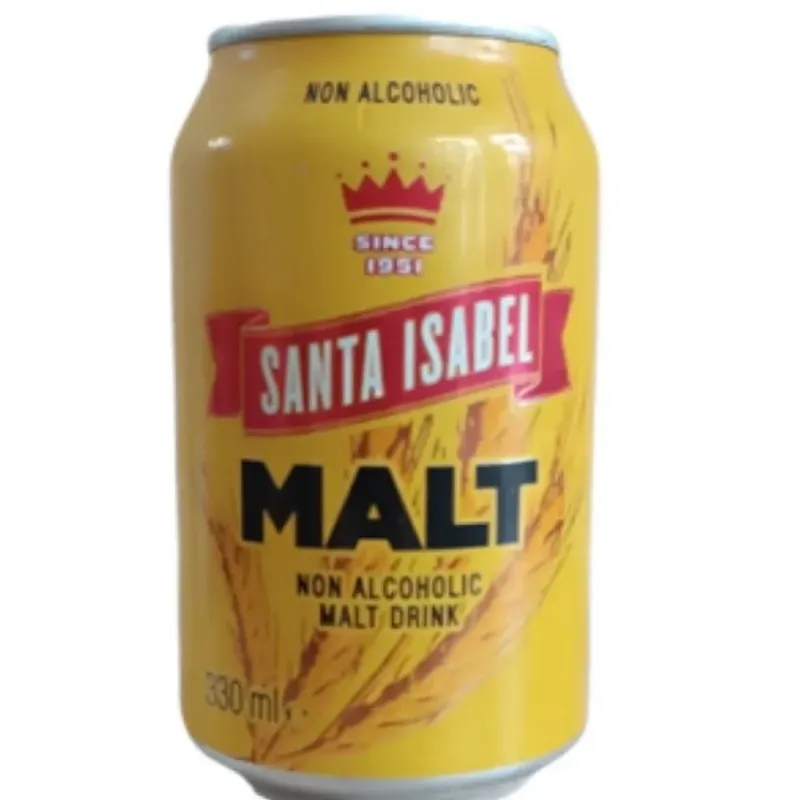 NON ALCOHOLIC
SINCE
1951
SANTA ISABEL
MALT
NON ALCOHOLIC
MALT DRINK
330 ml